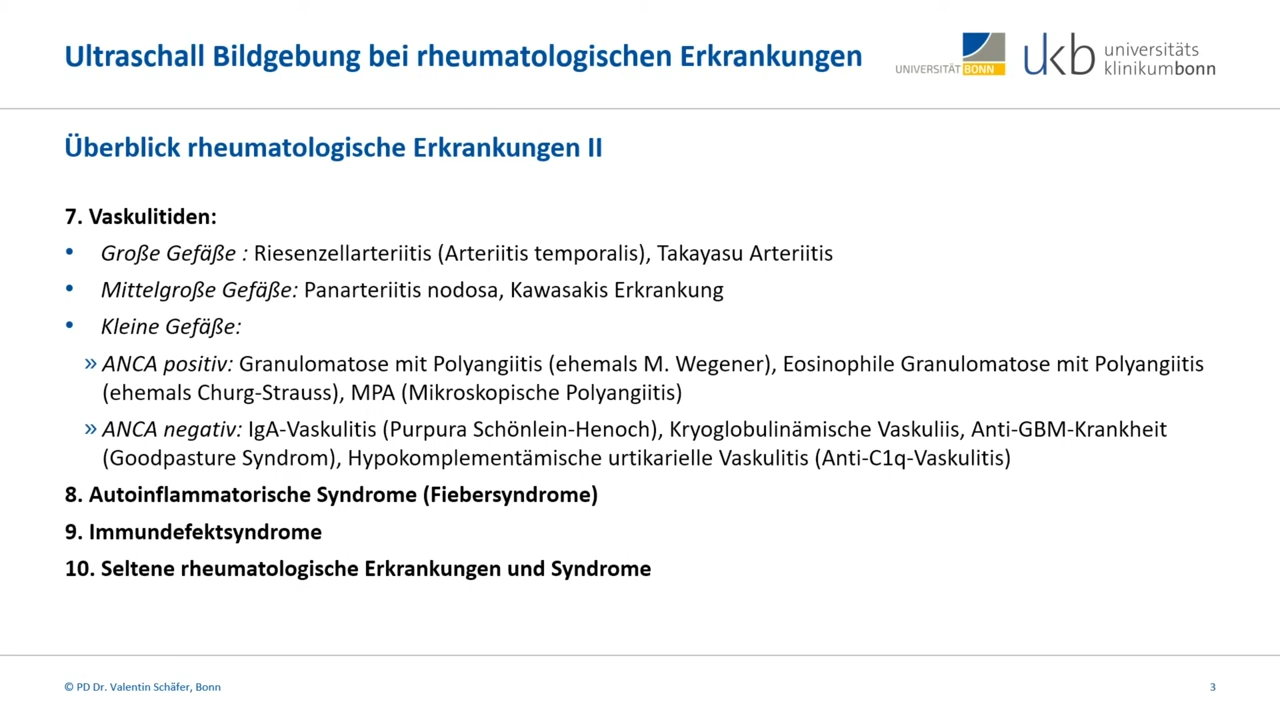 Ultraschall Bildgebung bei rheumatologischen Erkrankungen
UNIVERSITÄT BONN
ukb universitäts
klinikumbonn
Überblick rheumatologische Erkrankungen II
7. Vaskulitiden:
• Große Gefäße : Riesenzellarteriitis (Arteriitis temporalis), Takayasu Arteriitis
• Mittelgroße Gefäße: Panarteriitis nodosa, Kawasakis Erkrankung
• Kleine Gefäße:
» ANCA positiv: Granulomatose mit Polyangiitis (ehemals M. Wegener), Eosinophile Granulomatose mit Polyangiitis
(ehemals Churg-Strauss), MPA (Mikroskopische Polyangiitis)
» ANCA negativ: IgA-Vaskulitis (Purpura Schönlein-Henoch), Kryoglobulinämische Vaskuliis, Anti-GBM-Krankheit
(Goodpasture Syndrom), Hypokomplementämische urtikarielle Vaskulitis (Anti-C1q-Vaskulitis)
8. Autoinflammatorische Syndrome (Fiebersyndrome)
9. Immundefektsyndrome
10. Seltene rheumatologische Erkrankungen und Syndrome
© PD Dr. Valentin Schäfer, Bonn
3